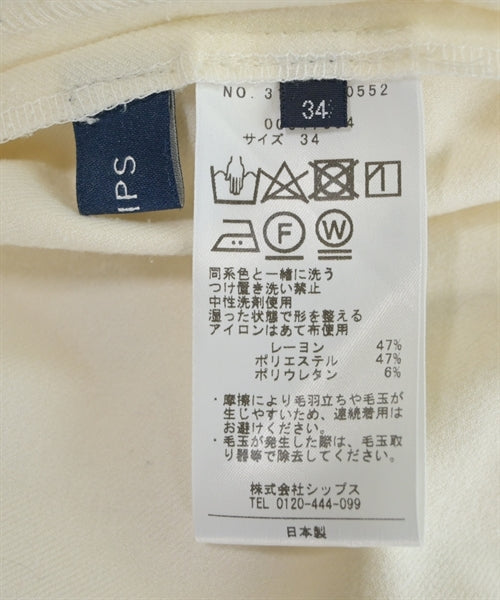 NO. 3 0552
34
サイズ 34
IPS
F
W
同系色と一緒に洗う
つけ置き洗い禁止
中性洗剤使用
湿った状態で形を整える
アイロンはあて布使用
レーヨン 47%
ポリエステル 47%
ポリウレタン 6%
・摩擦により毛羽立ちや毛玉が
生じやすいため、連続着用は
お避けください。
・毛玉が発生した際は、毛玉取
り器等で除去してください。
株式会社シップス
TEL 0120-444-099
日本製